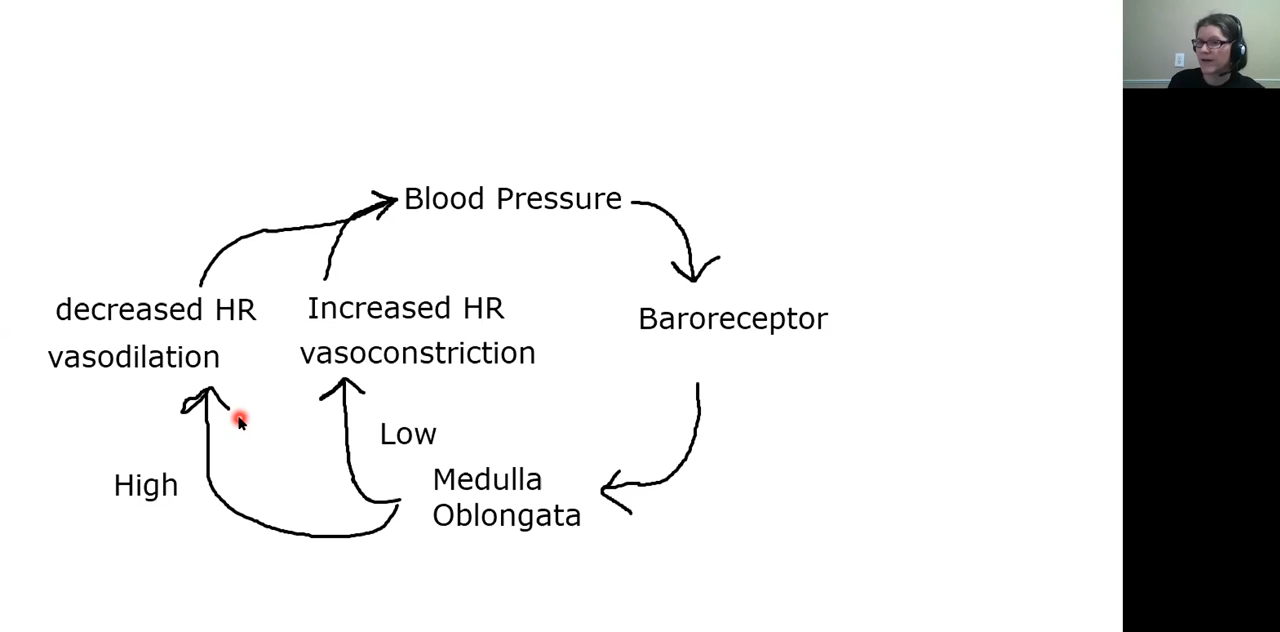 Blood Pressure
decreased HR
vasodilation
Increased HR
vasoconstriction
Baroreceptor
Low
High
Medulla
Oblongata